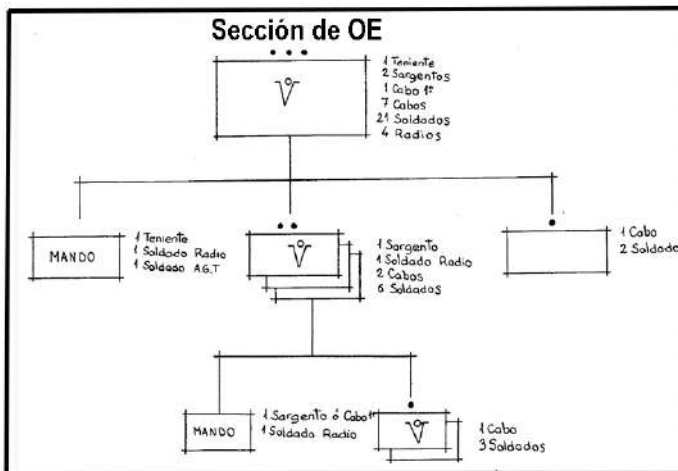 Sección de OE
1 Teniente
2 Sargentos
1 Cabo 1º
7 Cabos
21 Soldados
4 Radios
MANDO
1 Teniente
1 Soldado Radio
1 Soldado A.G.T
1 Sargento
1 Soldado Radio
2 Cabos
6 Soldados
1 Cabo
2 Soldado
MANDO
1 Sargento ó Cabo 1º
1 Soldado Radio
1 Cabo
3 Soldados